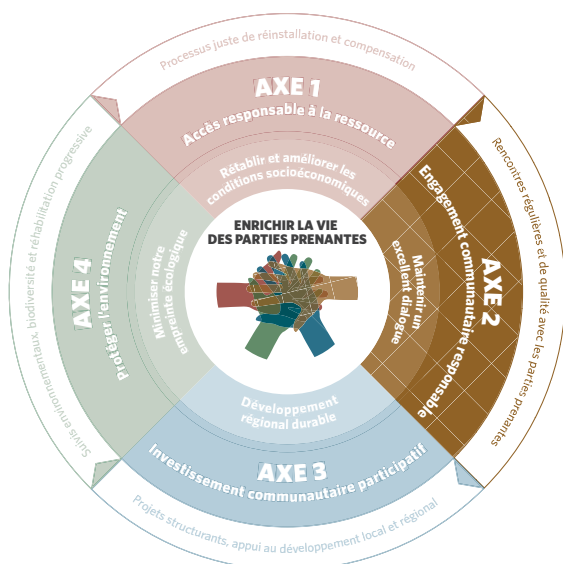 Processus juste de réinstallation et compensation
AXE 1
Accès responsable à la ressource
Rétablir et améliorer les
conditions socioéconomiques
Rencontres régulières et de qualité avec les parties prenantes
AXE 2
Engagement communautaire responsable
Maintenir un
excellent dialogue
ENRICHIR LA VIE
DES PARTIES PRENANTES
Développement
régional durable
Investissement communautaire participatif
AXE 3
Projets structurants, appui au développement local et régional
Suivis environnementaux, biodiversité et réhabilitation progressive
AXE 4
Protéger l'environnement
Minimiser notre
empreinte écologique